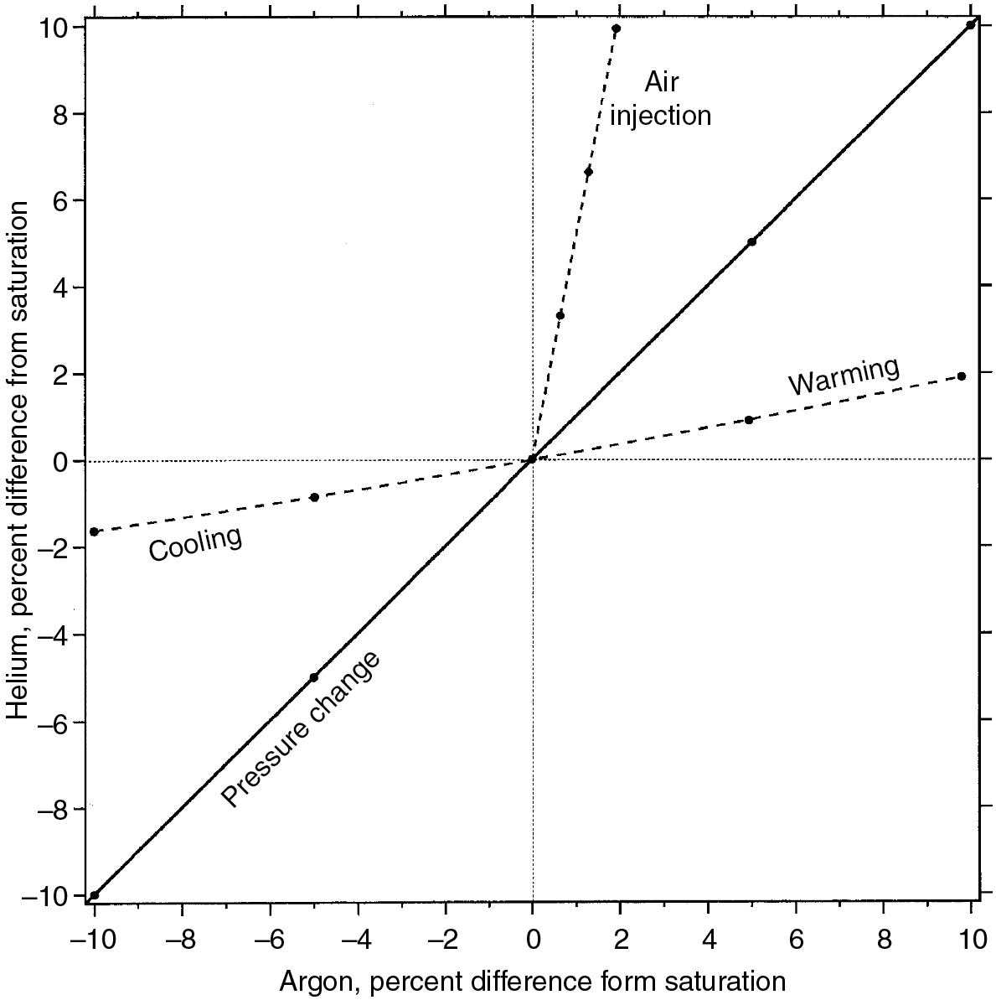 10
8
6
4
2
0
–2
–4
–6
–8
–10
Helium, percent difference from saturation
Air
injection
Warming
Cooling
Pressure change
–10 –8 –6 –4 –2 0 2 4 6 8 10
Argon, percent difference form saturation